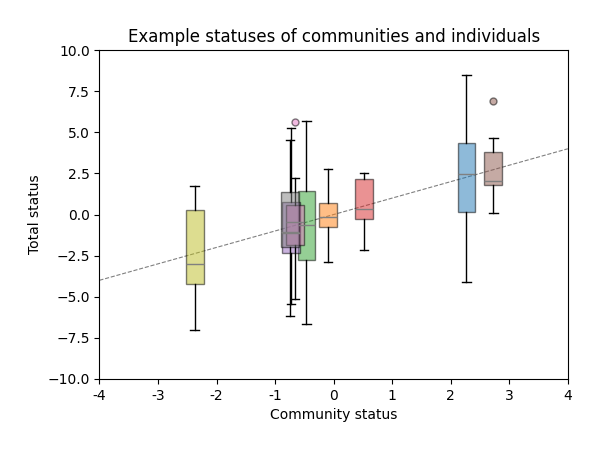 Example statuses of communities and individuals
10.0
7.5
5.0
2.5
0.0
−2.5
−5.0
−7.5
−10.0
Total status
-4 -3 -2 -1 0 1 2 3 4
Community status